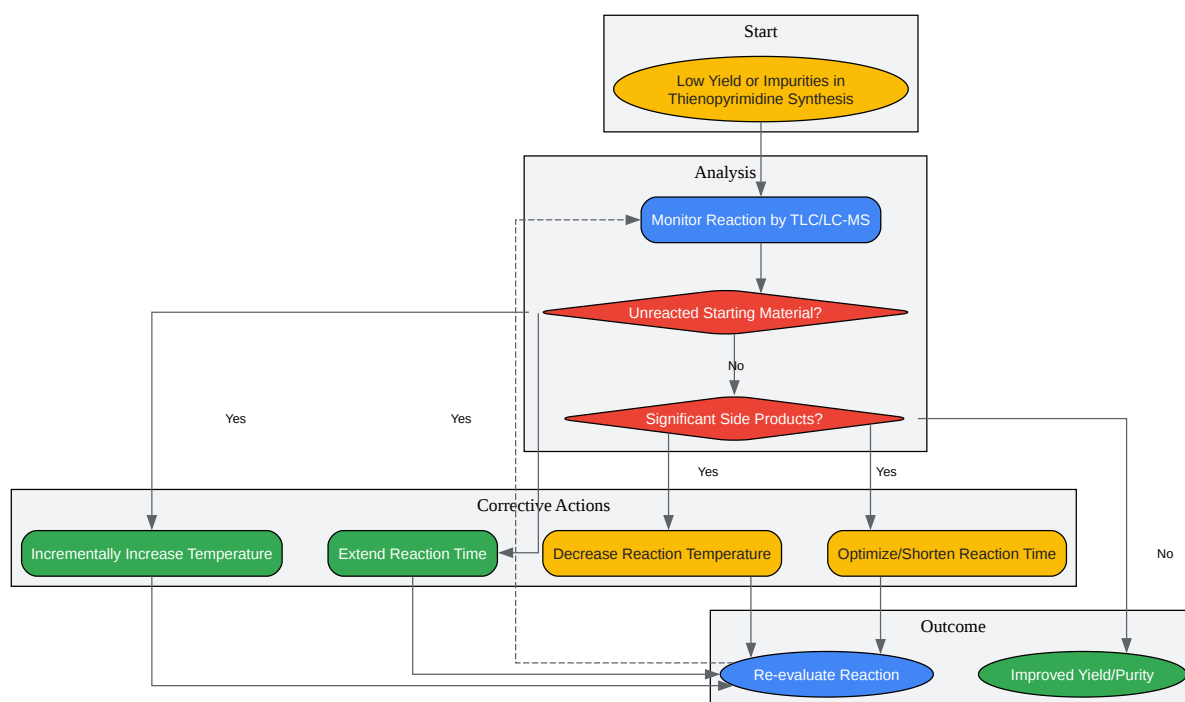 Start
Low Yield or Impurities in
Thienopyrimidine Synthesis
Analysis
Monitor Reaction by TLC/LC-MS
Unreacted Starting Material?
No
Yes
Yes
Significant Side Products?
Yes
Yes
Corrective Actions
Incrementally Increase Temperature
Extend Reaction Time
Decrease Reaction Temperature
Optimize/Shorten Reaction Time
No
Outcome
Re-evaluate Reaction
Improved Yield/Purity